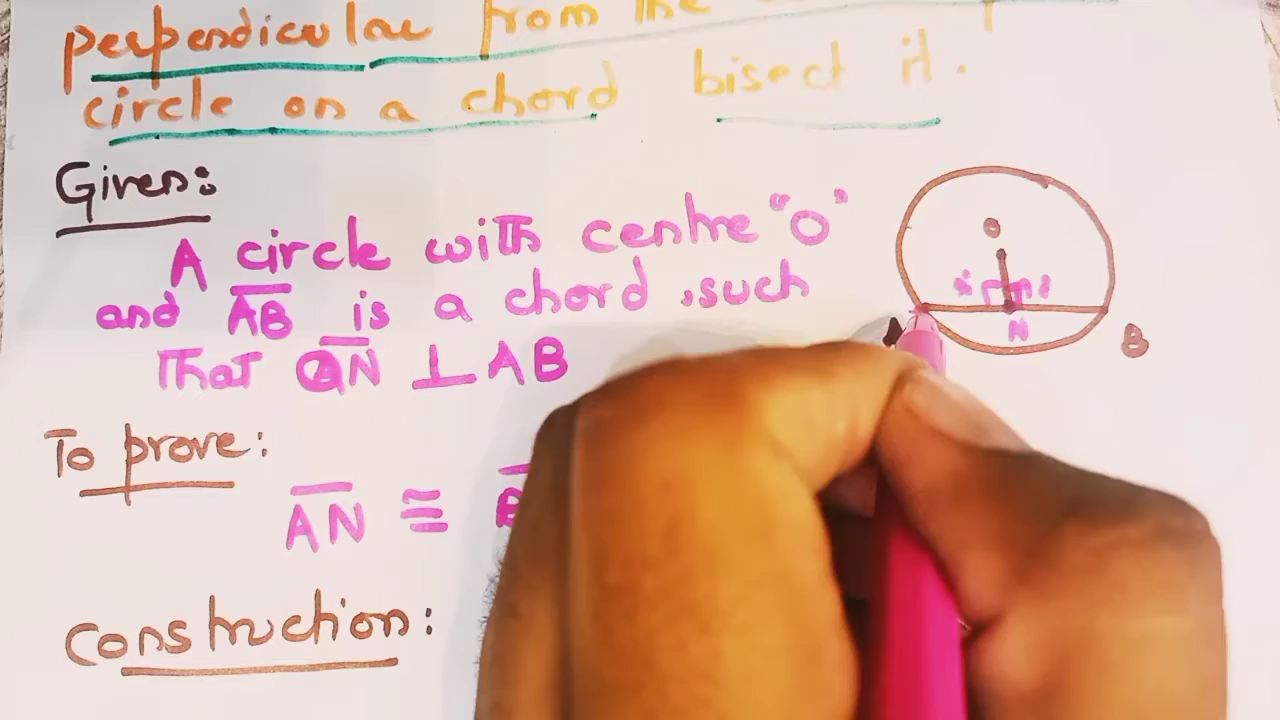 perpendicular from the
circle on a chord bisect it.
Given:
A circle with centre "O"
and AB is a chord, such
that ON ⊥ AB
To prove:
AN ≅ B
Construction:
O
N
A
B